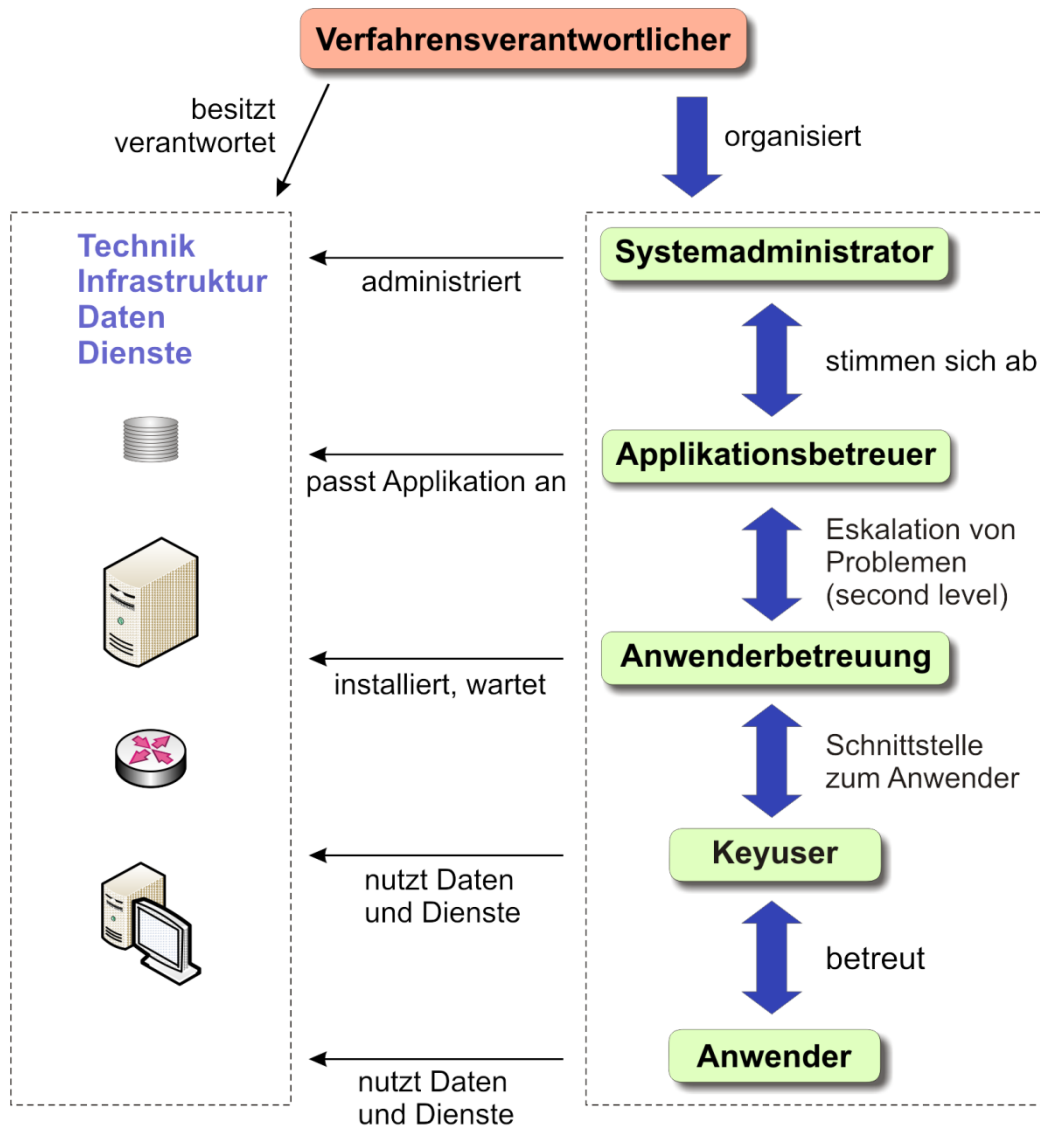 Verfahrensverantwortlicher
besitzt
verantwortet
organisiert
Technik
Infrastruktur
Daten
Dienste
Systemadministrator
administriert
stimmen sich ab
Applikationsbetreuer
passt Applikation an
Eskalation von
Problemen
(second level)
Anwenderbetreuung
installiert, wartet
Schnittstelle
zum Anwender
Keyuser
nutzt Daten
und Dienste
betreut
Anwender
nutzt Daten
und Dienste